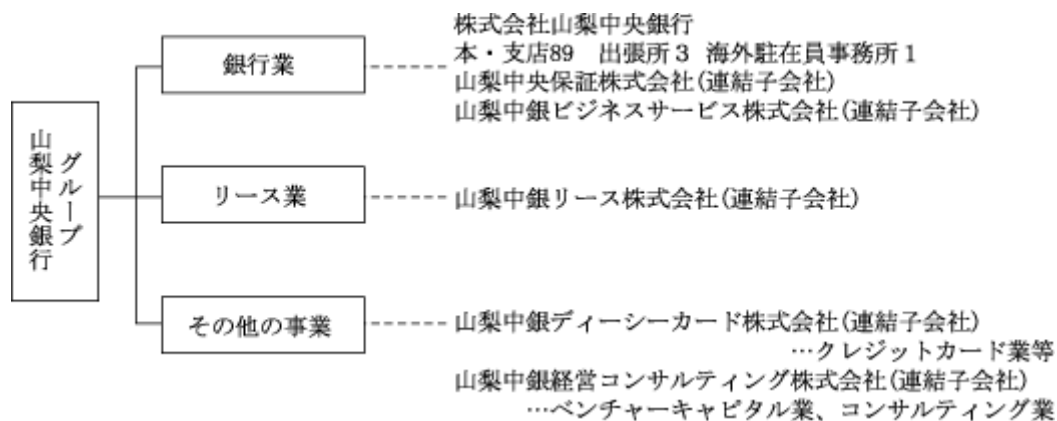 山梨中央銀行
グループ
銀行業
株式会社山梨中央銀行
本・支店89 出張所3 海外駐在員事務所1
山梨中央保証株式会社(連結子会社)
山梨中銀ビジネスサービス株式会社(連結子会社)
リース業
山梨中銀リース株式会社(連結子会社)
その他の事業
山梨中銀ディーシーカード株式会社(連結子会社)
…クレジットカード業等
山梨中銀経営コンサルティング株式会社(連結子会社)
…ベンチャーキャピタル業、コンサルティング業